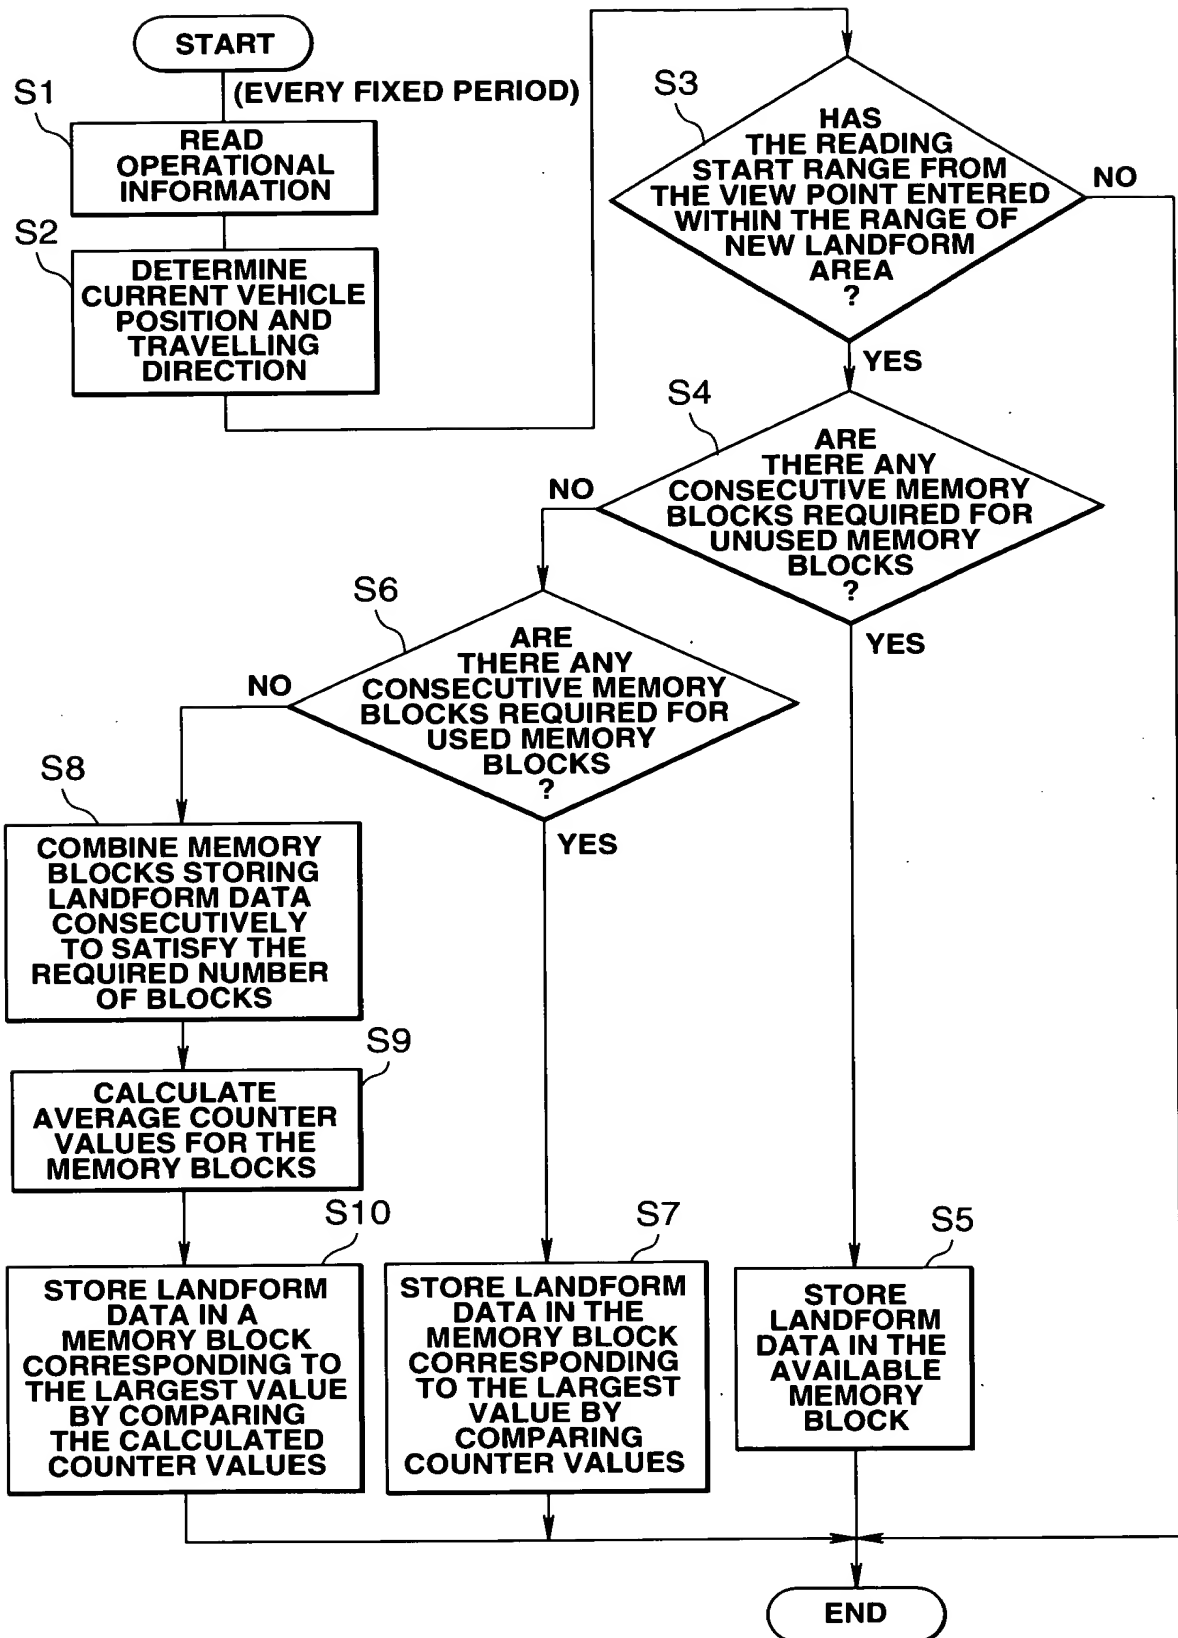 START
(EVERY FIXED PERIOD)
S1
READ
OPERATIONAL
INFORMATION
S2
DETERMINE
CURRENT VEHICLE
POSITION AND
TRAVELLING
DIRECTION
S3
HAS
THE READING
START RANGE FROM
THE VIEW POINT ENTERED
WITHIN THE RANGE OF
NEW LANDFORM
AREA
?
NO
YES
S4
ARE
THERE ANY
CONSECUTIVE MEMORY
BLOCKS REQUIRED FOR
UNUSED MEMORY
BLOCKS
?
NO
YES
S6
ARE
THERE ANY
CONSECUTIVE MEMORY
BLOCKS REQUIRED FOR
USED MEMORY
BLOCKS
?
NO
YES
S8
COMBINE MEMORY
BLOCKS STORING
LANDFORM DATA
CONSECUTIVELY
TO SATISFY THE
REQUIRED NUMBER
OF BLOCKS
S9
CALCULATE
AVERAGE COUNTER
VALUES FOR THE
MEMORY BLOCKS
S10
STORE LANDFORM
DATA IN A
MEMORY BLOCK
CORRESPONDING TO
THE LARGEST VALUE
BY COMPARING
THE CALCULATED
COUNTER VALUES
S7
STORE LANDFORM
DATA IN THE
MEMORY BLOCK
CORRESPONDING
TO THE LARGEST
VALUE BY
COMPARING
COUNTER VALUES
S5
STORE
LANDFORM
DATA IN THE
AVAILABLE
MEMORY
BLOCK
END